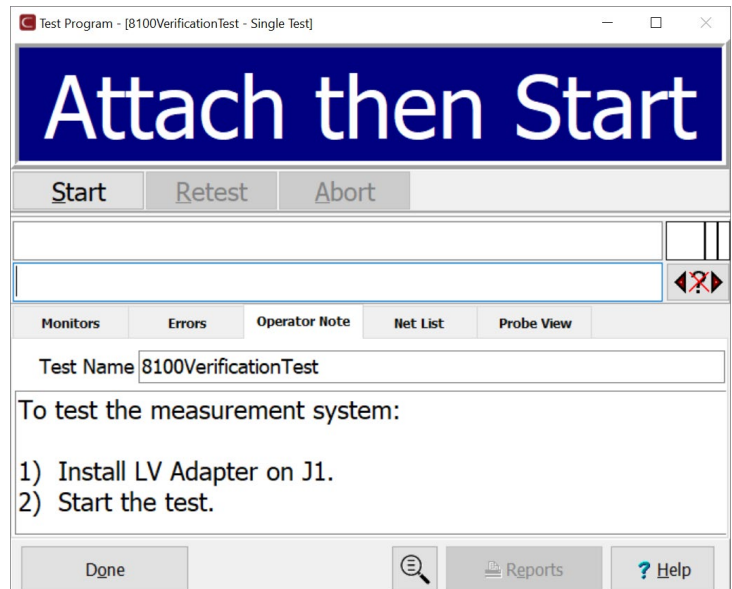 Test Program - [8100VerificationTest - Single Test]
Attach then Start
Start Retest Abort
?
Monitors Errors Operator Note Net List Probe View
Test Name 8100VerificationTest
To test the measurement system:
1) Install LV Adapter on J1.
2) Start the test.
Done Reports ? Help